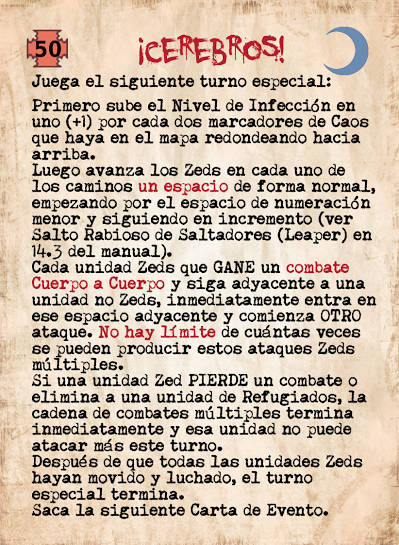 50
¡CEREBROS!
Juega el siguiente turno especial:
Primero sube el Nivel de Infección en
uno (+1) por cada dos marcadores de Caos
que haya en el mapa redondeando hacia
arriba.
Luego avanza los Zeds en cada uno de
los caminos un espacio de forma normal,
empezando por el espacio de numeración
menor y siguiendo en incremento (ver
Salto Rabioso de Saltadores (Leaper) en
14.3 del manual).
Cada unidad Zeds que GANE un combate
Cuerpo a Cuerpo y siga adyacente a una
unidad no Zeds, inmediatamente entra en
ese espacio adyacente y comienza OTRO
ataque. No hay límite de cuántas veces
se pueden producir estos ataques Zeds
múltiples.
Si una unidad Zed PIERDE un combate o
elimina a una unidad de Refugiados, la
cadena de combates múltiples termina
inmediatamente y esa unidad no puede
atacar más este turno.
Después de que todas las unidades Zeds
hayan movido y luchado, el turno
especial termina.
Saca la siguiente Carta de Evento.